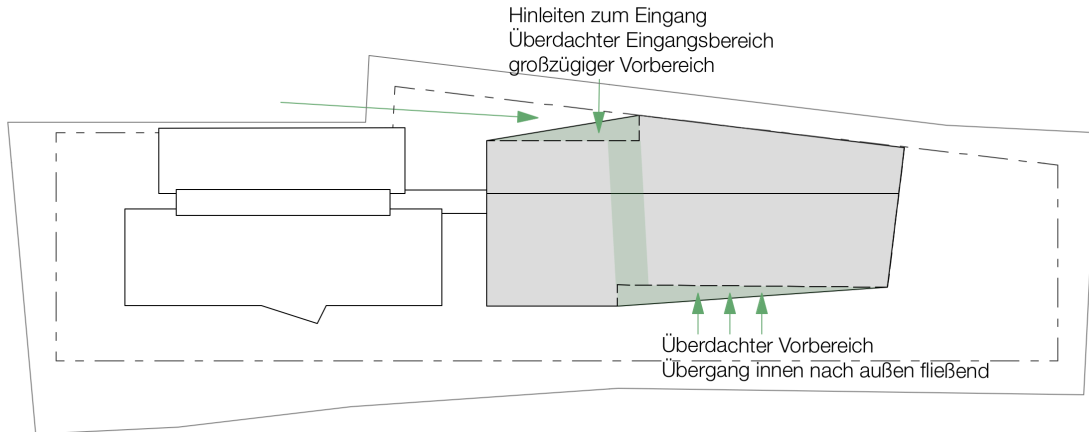 Hinleiten zum Eingang
Überdachter Eingangsbereich
großzügiger Vorbereich
Überdachter Vorbereich
Übergang innen nach außen fließend